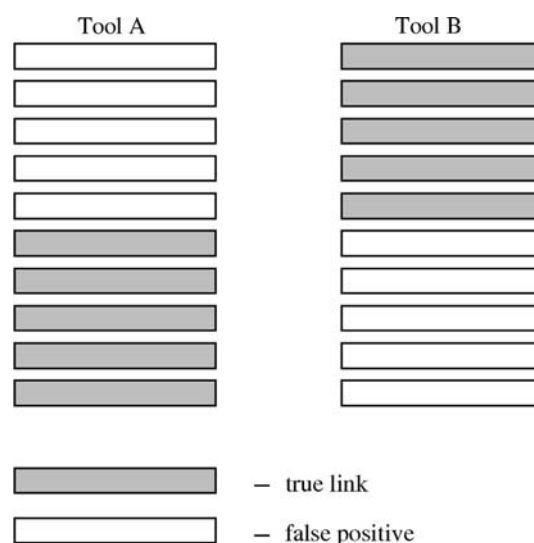 Tool A Tool B
– true link
– false positive